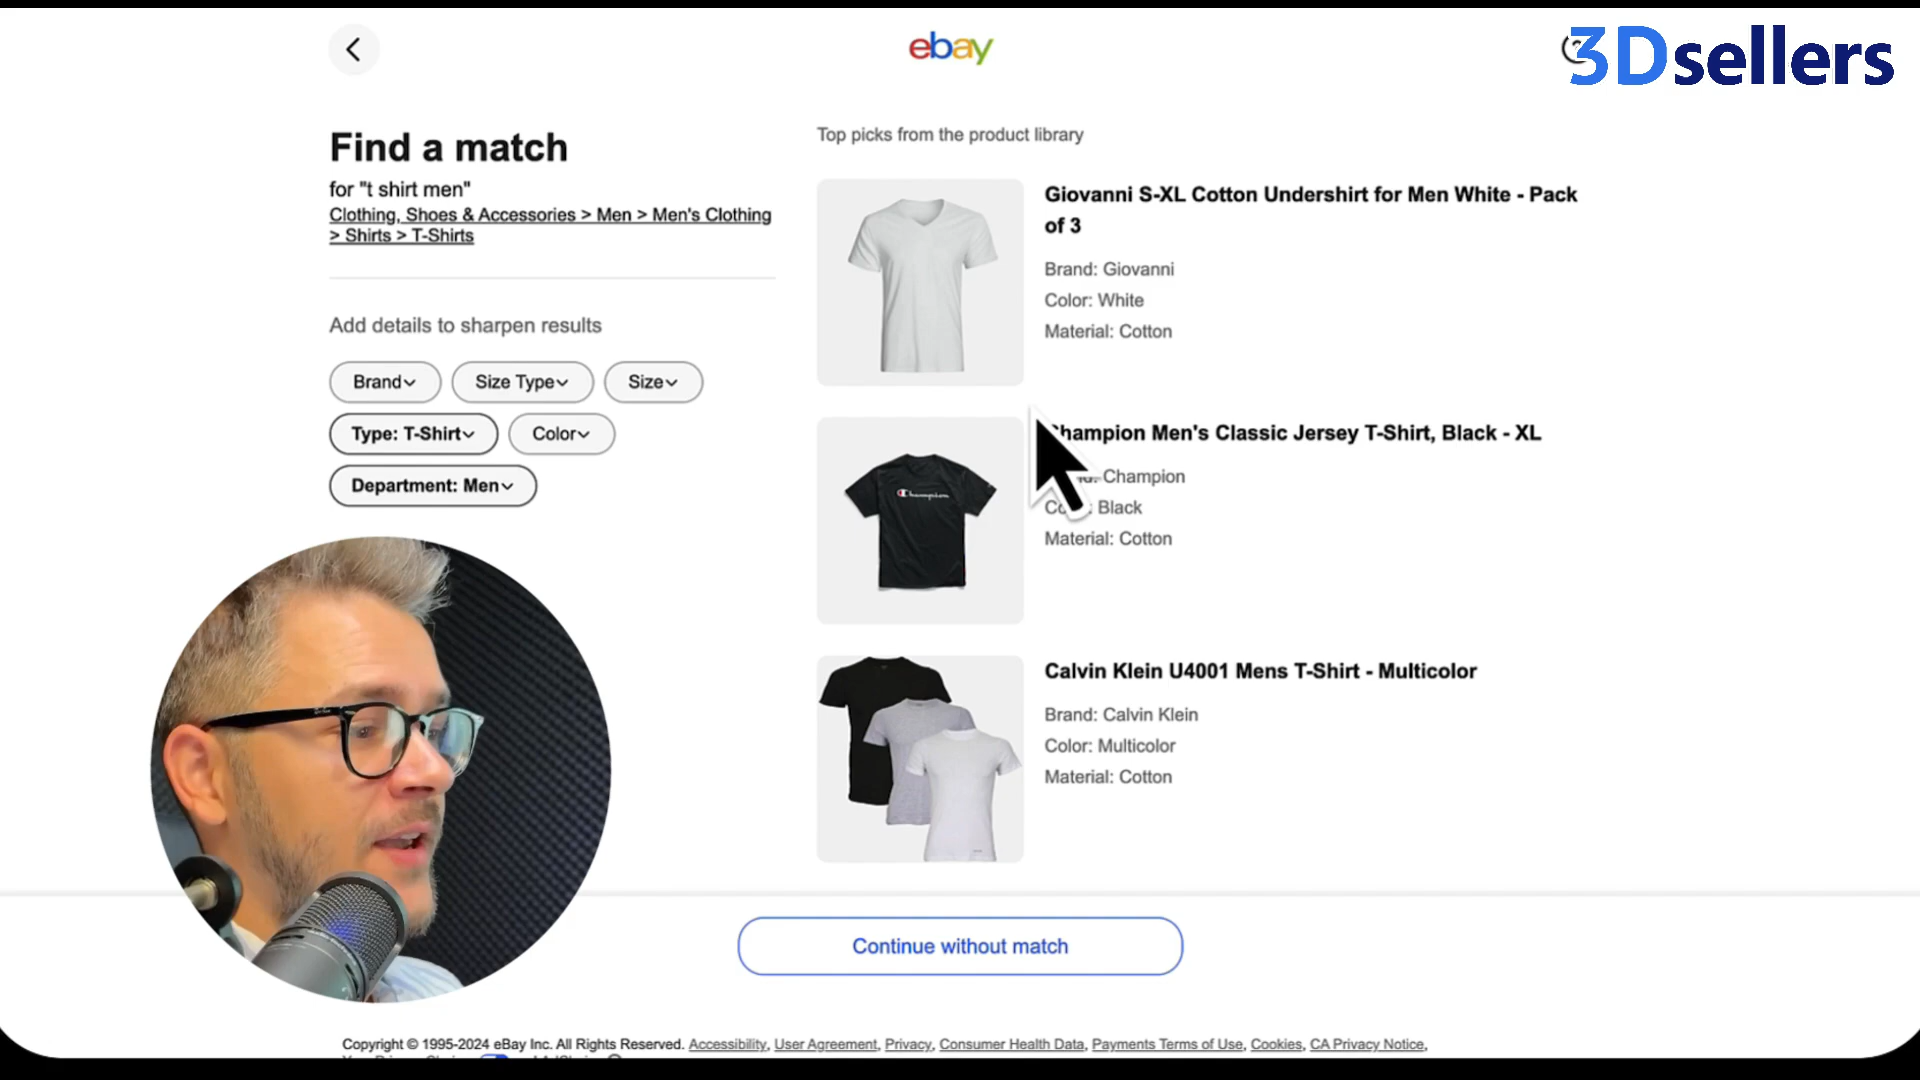 ebay
3Dsellers
Find a match
for "t shirt men"
Clothing, Shoes & Accessories > Men > Men's Clothing
> Shirts > T-Shirts
Add details to sharpen results
Brand
Size Type
Size
Type: T-Shirt
Color
Department: Men
Top picks from the product library
Giovanni S-XL Cotton Undershirt for Men White - Pack
of 3
Brand: Giovanni
Color: White
Material: Cotton
Champion
hampion Men's Classic Jersey T-Shirt, Black - XL
Champion
Black
Material: Cotton
Calvin Klein U4001 Mens T-Shirt - Multicolor
Brand: Calvin Klein
Color: Multicolor
Material: Cotton
Continue without match
Copyright © 1995-2024 eBay Inc. All Rights Reserved. Accessibility, User Agreement, Privacy, Consumer Health Data, Payments Terms of Use, Cookies, CA Privacy Notice,